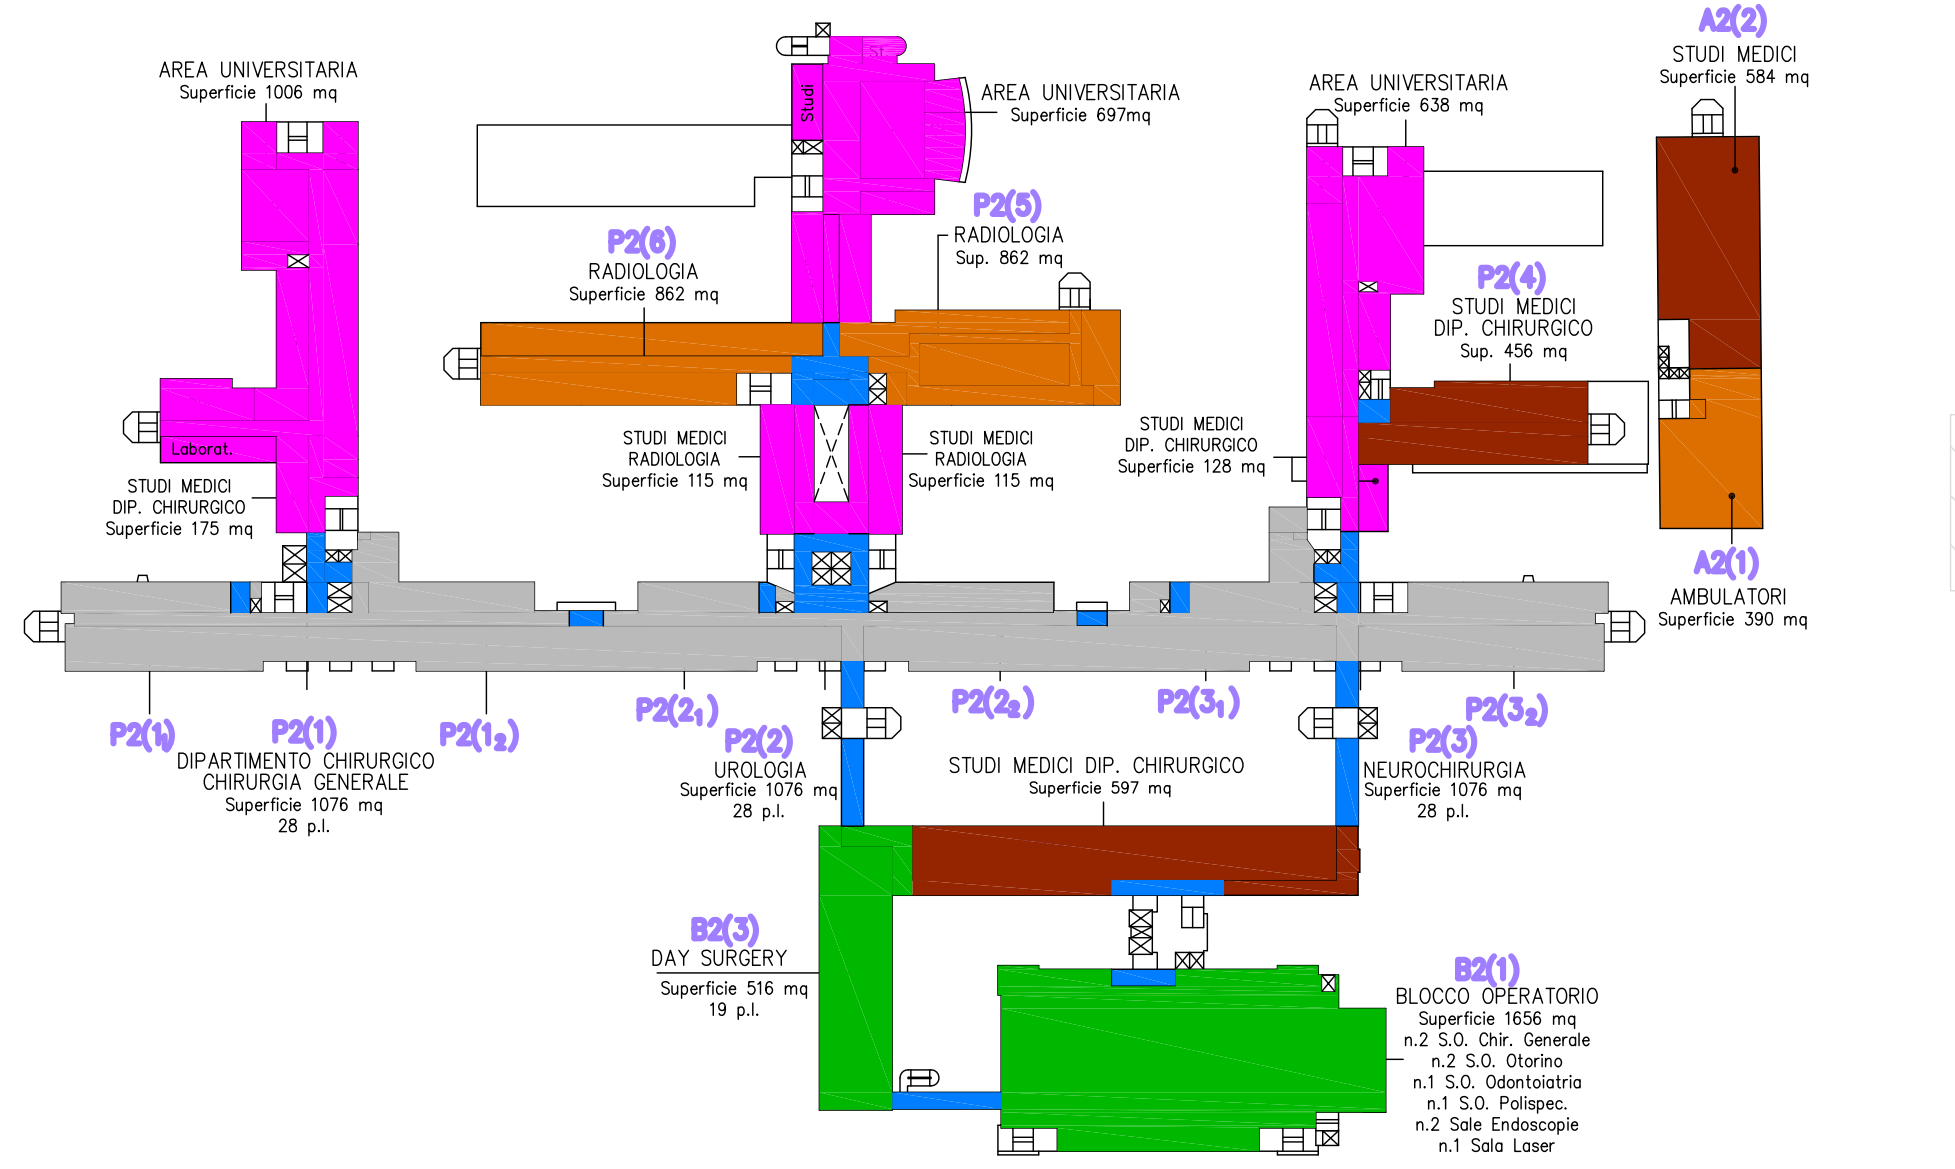 A2(2)
STUDI MEDICI
Superficie 584 mq
AREA UNIVERSITARIA
Superficie 1006 mq
Studi
AREA UNIVERSITARIA
Superficie 697mq
AREA UNIVERSITARIA
Superficie 638 mq
P2(5)
RADIOLOGIA
Sup. 862 mq
P2(6)
RADIOLOGIA
Superficie 862 mq
P2(4)
STUDI MEDICI
DIP. CHIRURGICO
Sup. 456 mq
Laborat.
STUDI MEDICI
DIP. CHIRURGICO
Superficie 175 mq
STUDI MEDICI
RADIOLOGIA
Superficie 115 mq
STUDI MEDICI
RADIOLOGIA
Superficie 115 mq
STUDI MEDICI
DIP. CHIRURGICO
Superficie 128 mq
A2(1)
AMBULATORI
Superficie 390 mq
P2(1₁)
P2(1)
DIPARTIMENTO CHIRURGICO
CHIRURGIA GENERALE
Superficie 1076 mq
28 p.l.
P2(1₂)
P2(2₁)
P2(2)
UROLOGIA
Superficie 1076 mq
28 p.l.
P2(2₂)
P2(3₁)
P2(3₂)
P2(3)
NEUROCHIRURGIA
Superficie 1076 mq
28 p.l.
STUDI MEDICI DIP. CHIRURGICO
Superficie 597 mq
B2(3)
DAY SURGERY
Superficie 516 mq
19 p.l.
B2(1)
BLOCCO OPERATORIO
Superficie 1656 mq
n.2 S.O. Chir. Generale
n.2 S.O. Otorino
n.1 S.O. Odontoiatria
n.1 S.O. Polispec.
n.2 Sale Endoscopie
n.1 Sala Laser